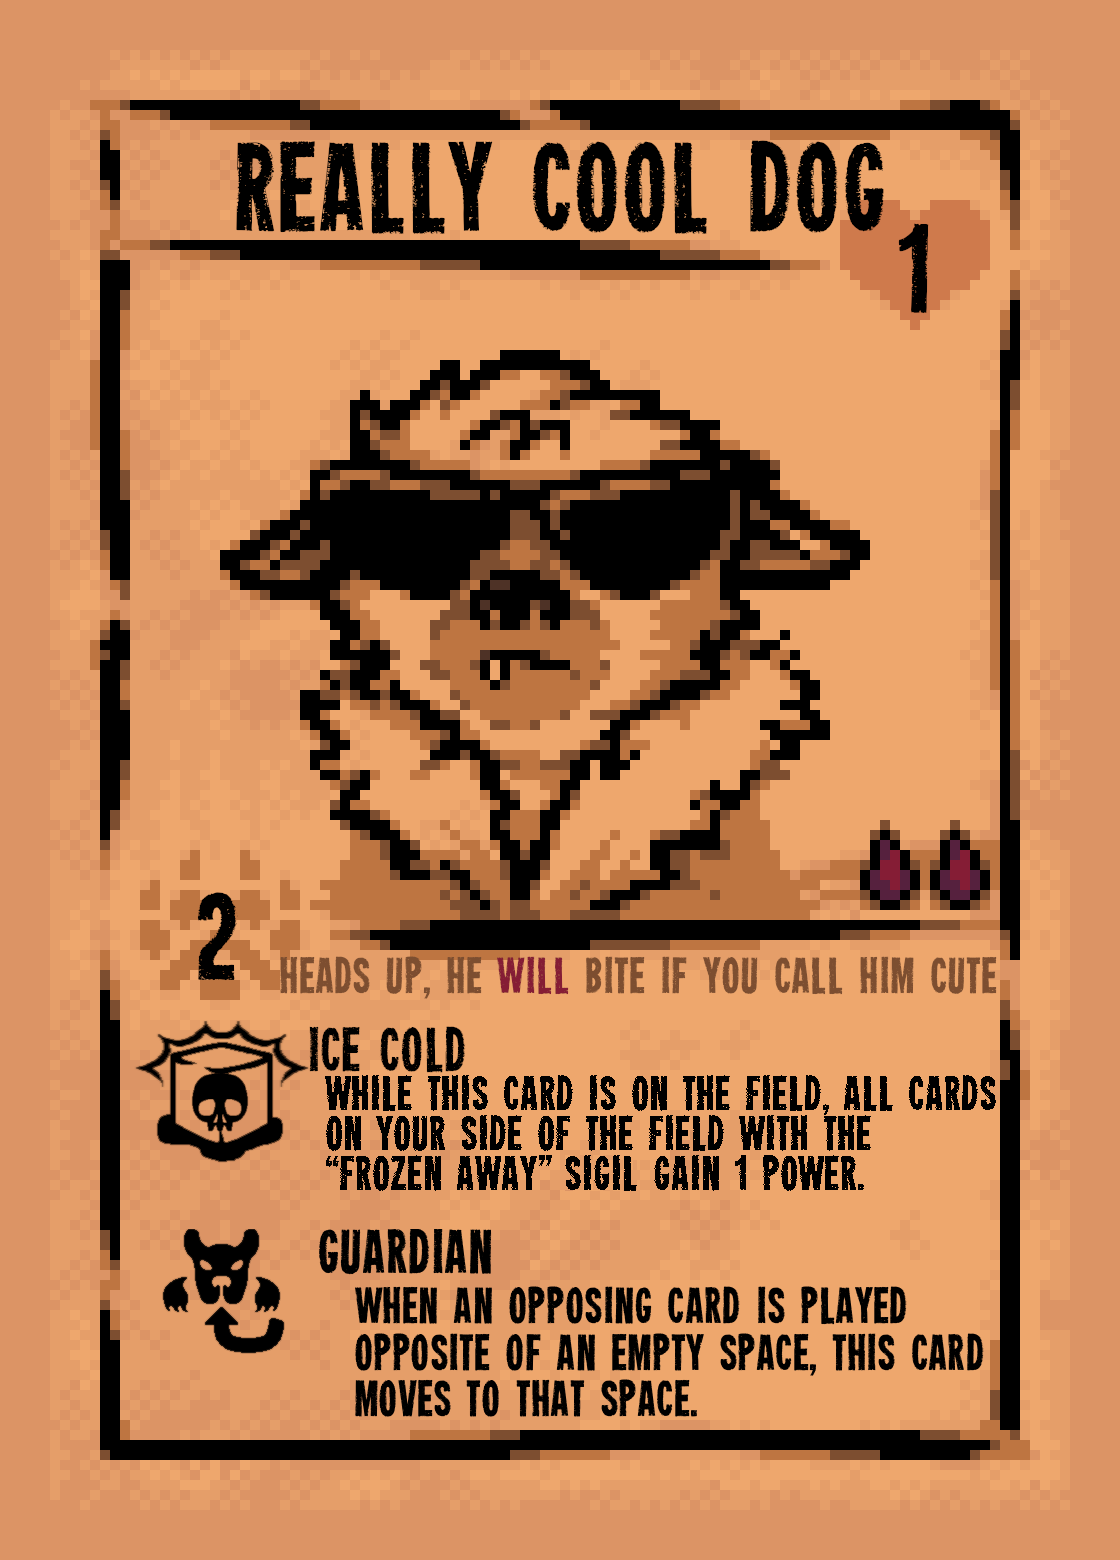 REALLY COOL DOG
1
2
HEADS UP, HE WILL BITE IF YOU CALL HIM CUTE
ICE COLD
WHILE THIS CARD IS ON THE FIELD, ALL CARDS
ON YOUR SIDE OF THE FIELD WITH THE
“FROZEN AWAY” SIGIL GAIN 1 POWER.
GUARDIAN
WHEN AN OPPOSING CARD IS PLAYED
OPPOSITE OF AN EMPTY SPACE, THIS CARD
MOVES TO THAT SPACE.